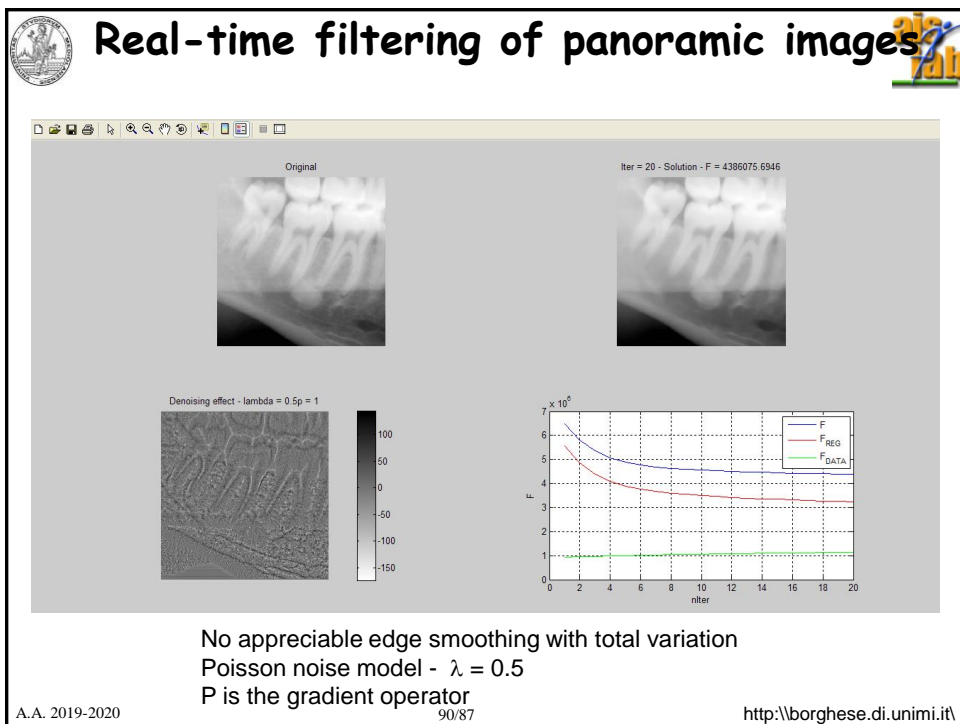 Real-time filtering of panoramic images
Original
Iter = 20 - Solution - F = 4386075.6946
Denoising effect - lambda = 0.5p = 1
100
50
0
-50
-100
-150
x 10^6
7
6
5
4
3
2
1
0
F
0 2 4 6 8 10 12 14 16 18 20
nIter
F
F_REG
F_DATA
No appreciable edge smoothing with total variation
Poisson noise model - λ = 0.5
P is the gradient operator
A.A. 2019-2020
90/87
http:\\borghese.di.unimi.it\